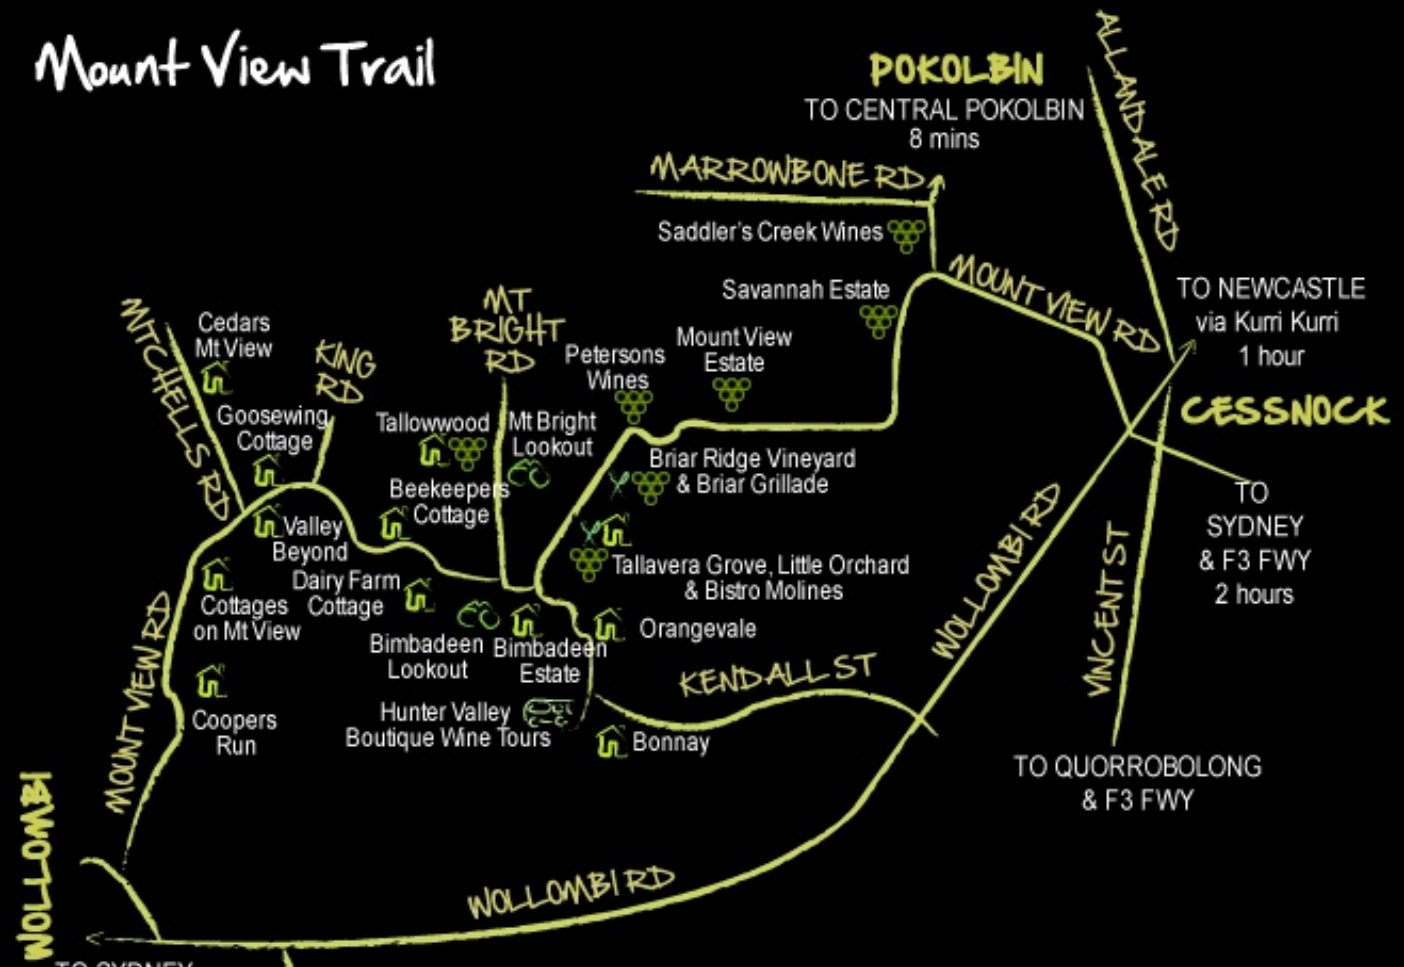 Mount View Trail
POKOLBIN
TO CENTRAL POKOLBIN
8 mins
ALLANDALE RD
MARROWBONE RD
Saddler's Creek Wines
MOUNT VIEW RD
Savannah Estate
TO NEWCASTLE
via Kurri Kurri
1 hour
CESSNOCK
MT
BRIGHT
RD
Petersons
Wines
Mount View
Estate
MTCHELLS RD
Cedars
Mt View
KING
RD
Goosewing
Cottage
Tallowwood
Mt Bright
Lookout
Briar Ridge Vineyard
& Briar Grillade
Beekeepers
Cottage
Valley
Beyond
Tallavera Grove, Little Orchard
& Bistro Molines
Dairy Farm
Cottage
Cottages
on Mt View
Bimbadeen
Lookout
Bimbadeen
Estate
Orangevale
KENDALL ST
WOLLOMBI RD
VINCENT ST
TO
SYDNEY
& F3 FWY
2 hours
MOUNT VIEW RD
Coopers
Run
Hunter Valley
Boutique Wine Tours
Bonnay
TO QUORROBOLONG
& F3 FWY
WOLLOMBI
WOLLOMBI RD
TO SYDNEY